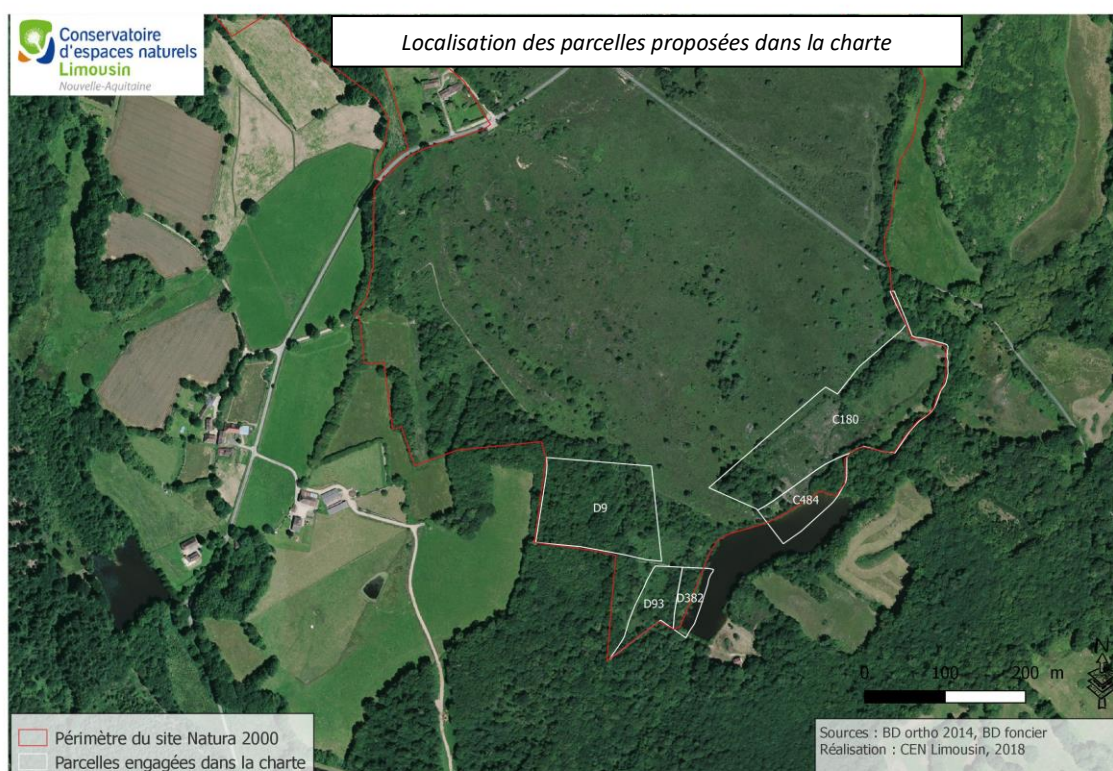 Conservatoire
d'espaces naturels
Limousin
Nouvelle-Aquitaine
Localisation des parcelles proposées dans la charte
C180
C484
D9
D93
D382
N
0 100 200 m
Périmètre du site Natura 2000
Parcelles engagées dans la charte
Sources : BD ortho 2014, BD foncier
Réalisation : CEN Limousin, 2018